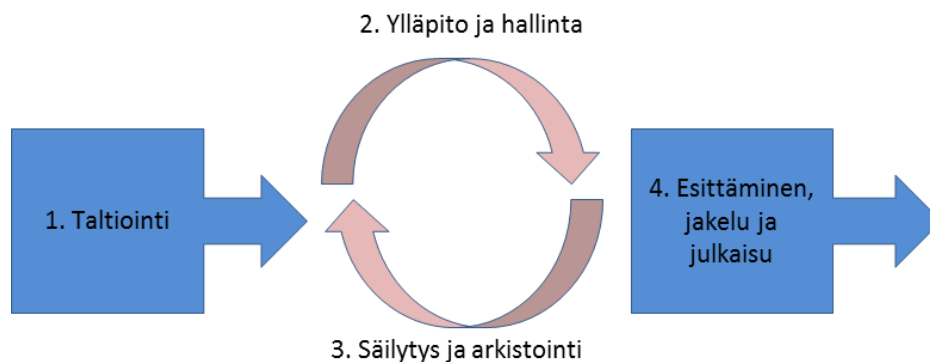 2. Ylläpito ja hallinta
1. Taltiointi
4. Esittäminen,
jakelu ja
julkaisu
3. Säilytys ja arkistointi